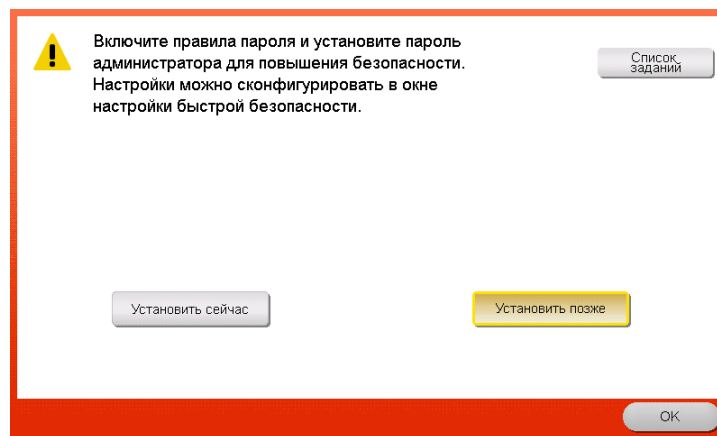 Включите правила пароля и установите пароль
администратора для повышения безопасности.
Настройки можно сконфигурировать в окне
настройки быстрой безопасности.
Список
заданий
Установить сейчас
Установить позже
OK